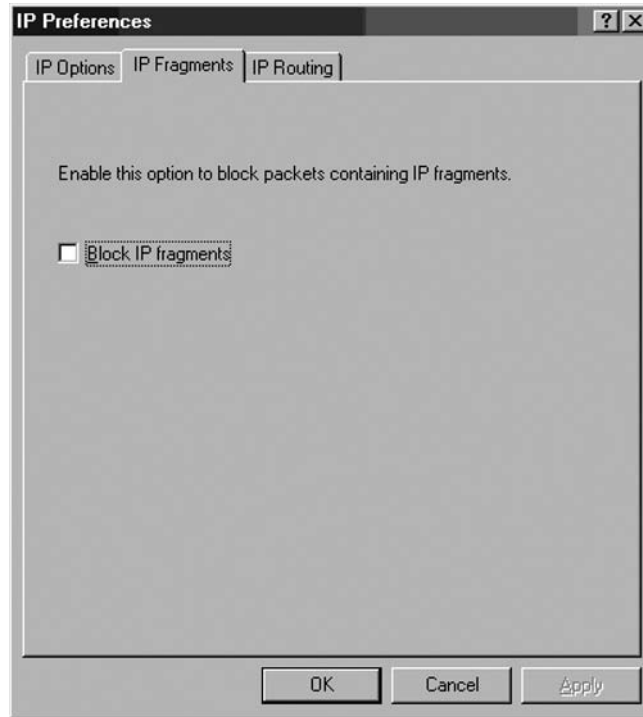 IP Preferences
IP Options IP Fragments IP Routing
Enable this option to block packets containing IP fragments.
Block IP fragments
OK Cancel Apply